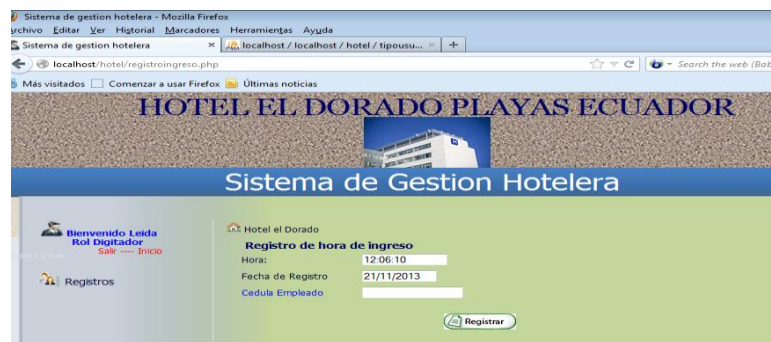 Sistema de gestion hotelera - Mozilla Firefox
rchivo Editar Ver Historial Marcadores Herramientas Ayuda
Sistema de gestion hotelera × localhost / localhost / hotel / tipousu... × +
localhost/hotel/registroingreso.php Search the web (Bab
Más visitados Comenzar a usar Firefox Últimas noticias
HOTEL EL DORADO PLAYAS ECUADOR
Sistema de Gestion Hotelera
Bienvenido Leida
Rol Digitador
Salir ---- Inicio
Registros
Hotel el Dorado
Registro de hora de ingreso
Hora: 12:06:10
Fecha de Registro 21/11/2013
Cedula Empleado
Registrar